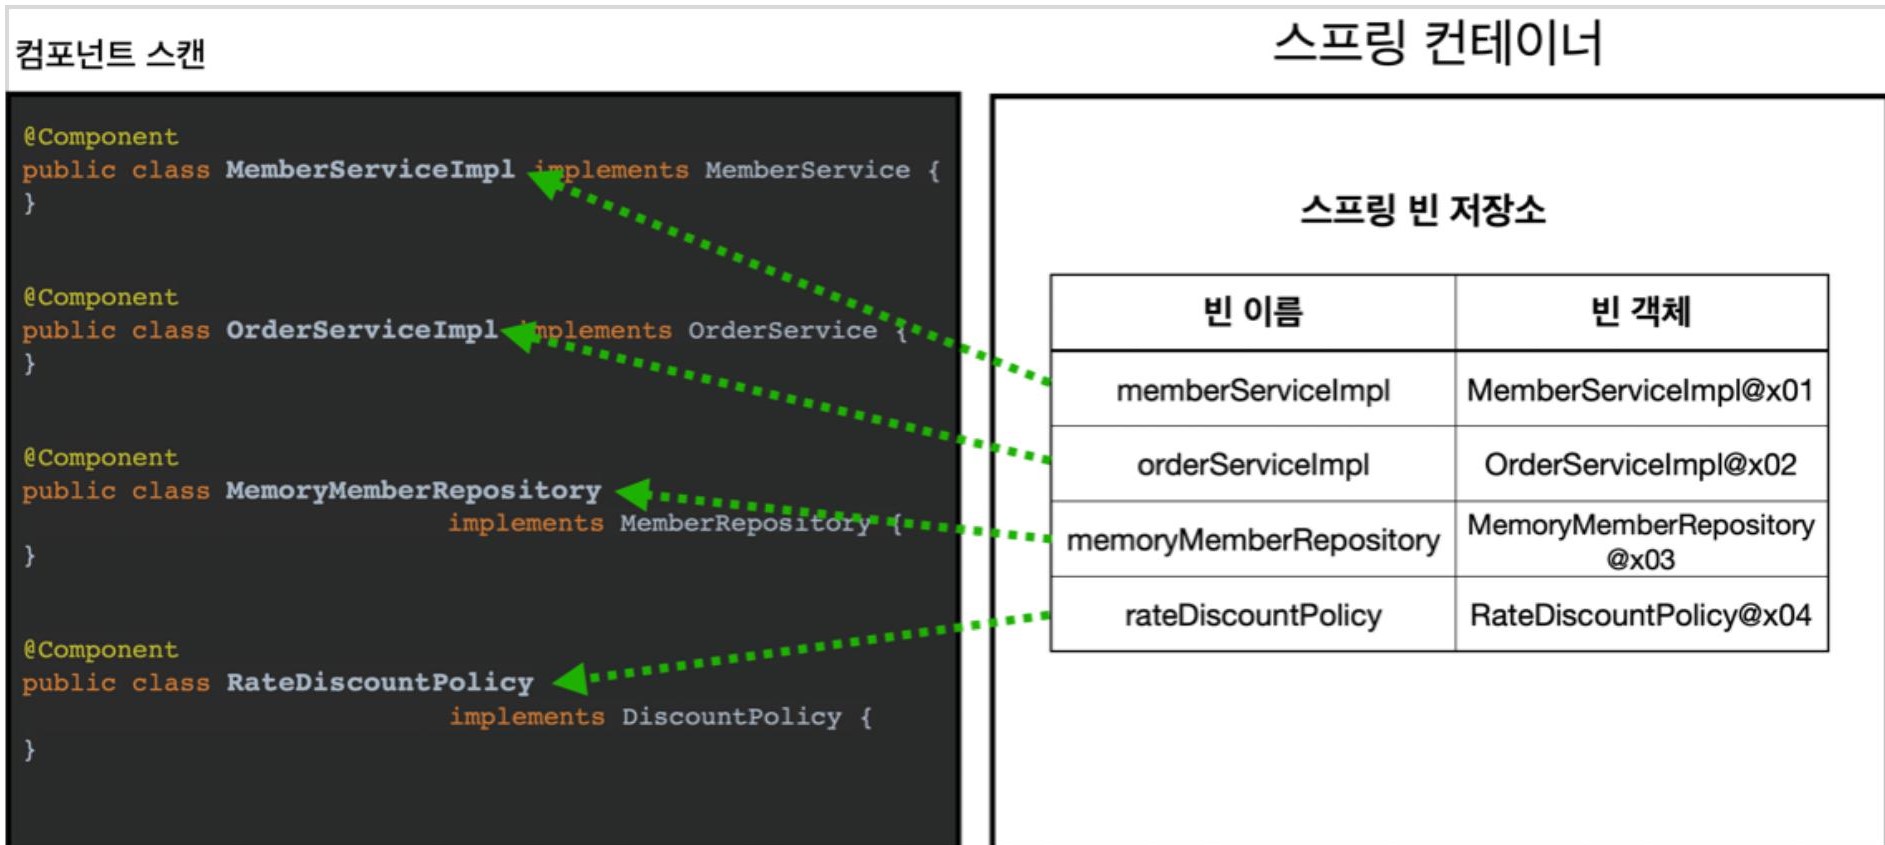 컴포넌트 스캔
@Component
public class MemberServiceImpl implements MemberService {
}
@Component
public class OrderServiceImpl implements OrderService {
}
@Component
public class MemoryMemberRepository
implements MemberRepository {
}
@Component
public class RateDiscountPolicy
implements DiscountPolicy {
}
스프링 컨테이너
스프링 빈 저장소
빈 이름 빈 객체
memberServiceImpl MemberServiceImpl@x01
orderServiceImpl OrderServiceImpl@x02
memoryMemberRepository MemoryMemberRepository
@x03
rateDiscountPolicy RateDiscountPolicy@x04